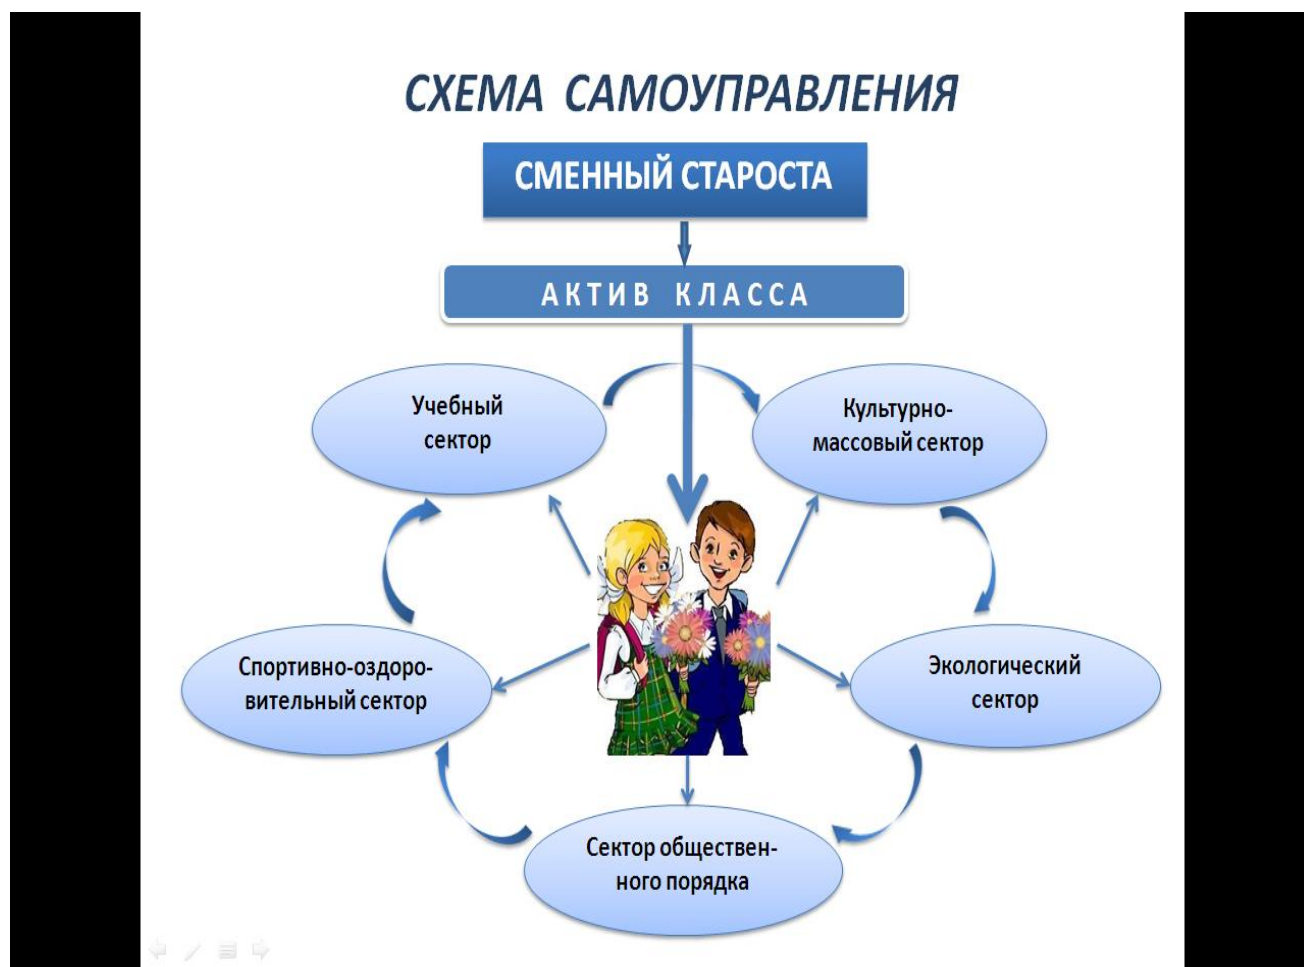 СХЕМА САМОУПРАВЛЕНИЯ
СМЕННЫЙ СТАРОСТА
АКТИВ КЛАССА
Учебный
сектор
Культурно-
массовый сектор
Спортивно-оздоро-
вительный сектор
Экологический
сектор
Сектор обществен-
ного порядка